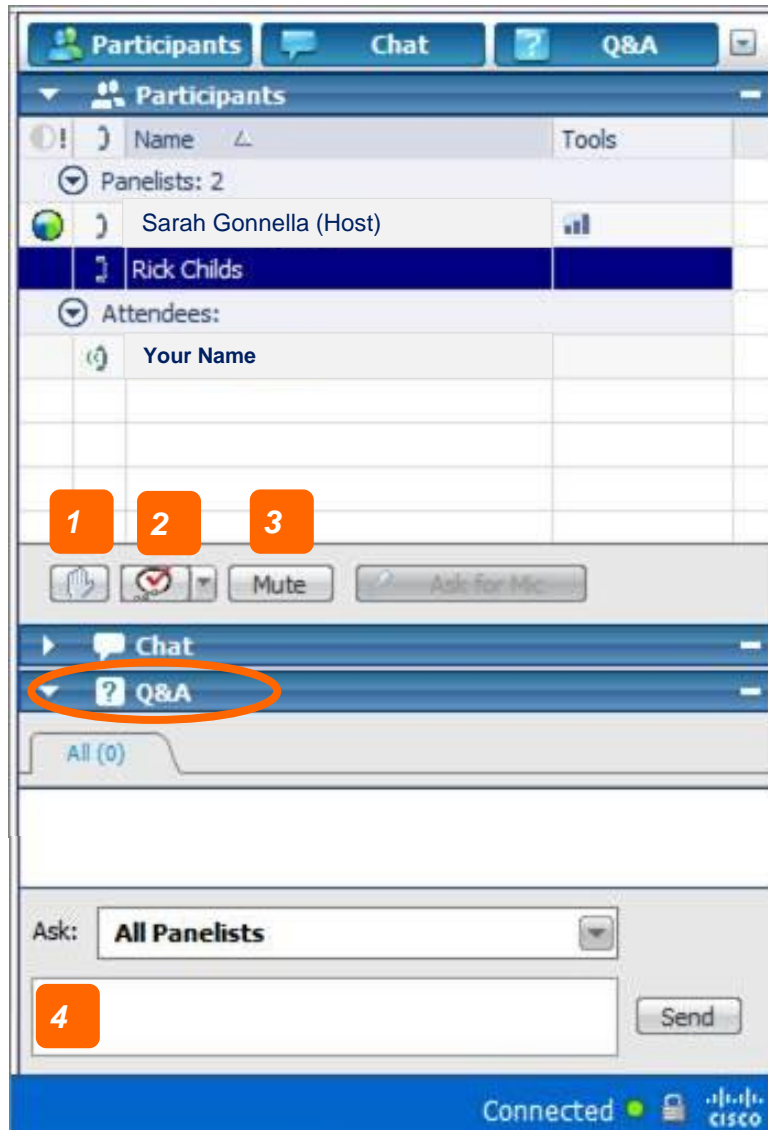 Participants Chat Q&A
Participants
Name Tools
Panelists: 2
Sarah Gonnella (Host)
Rick Childs
Attendees:
Your Name
1 2 3
Mute Ask for Mic
Chat
? Q&A
All (0)
Ask: All Panelists
4
Send
Connected
CISCO